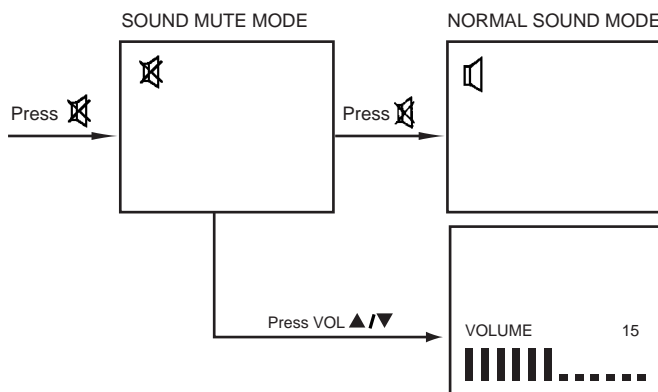 SOUND MUTE MODE
NORMAL SOUND MODE
Press
Press
Press VOL ▲/▼
VOLUME 15